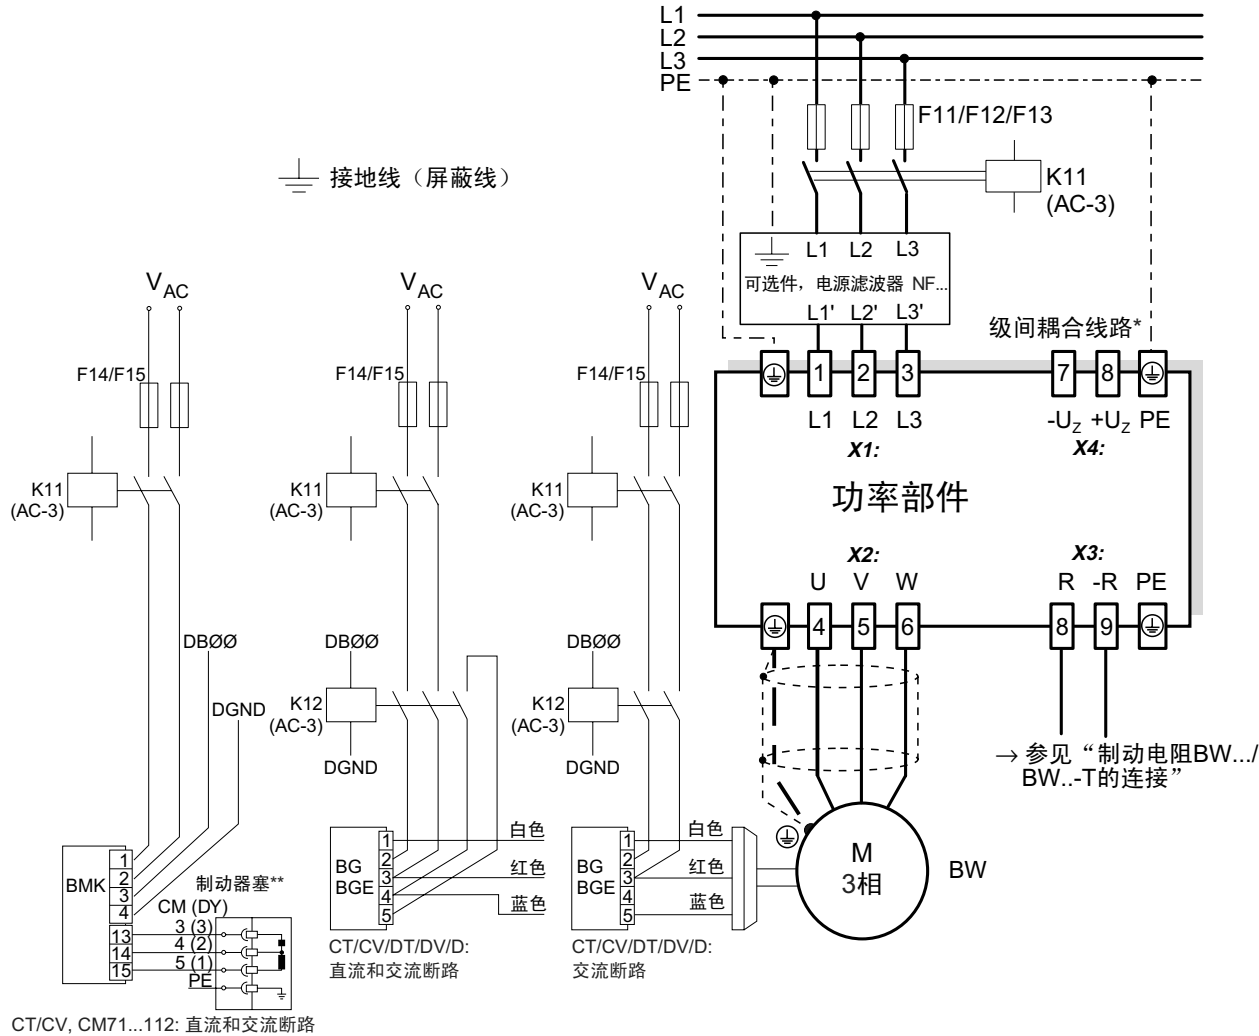 L1
L2
L3
PE
F11/F12/F13
K11
(AC-3)
接地线（屏蔽线）
L1 L2 L3
可选件，电源滤波器 NF...
L1' L2' L3'
级间耦合线路*
1 2 3 7 8
L1 L2 L3 -UZ +UZ PE
X1: X4:
功率部件
X2: X3:
U V W R -R PE
4 5 6 8 9
→ 参见“制动电阻BW.../
BW..-T的连接”
M
3相
BW
VAC
F14/F15
K11
(AC-3)
DBØØ
DGND
BMK
1
2
3
4
13
14
15
制动器塞**
CM (DY)
3 (3)
4 (2)
5 (1)
PE
CT/CV, CM71...112: 直流和交流断路
VAC
F14/F15
K11
(AC-3)
DBØØ
K12
(AC-3)
DGND
BG
BGE
1
2
3
4
5
白色
红色
蓝色
CT/CV/DT/DV/D:
直流和交流断路
VAC
F14/F15
K11
(AC-3)
DBØØ
K12
(AC-3)
DGND
BG
BGE
1
2
3
4
5
白色
红色
蓝色
CT/CV/DT/DV/D:
交流断路